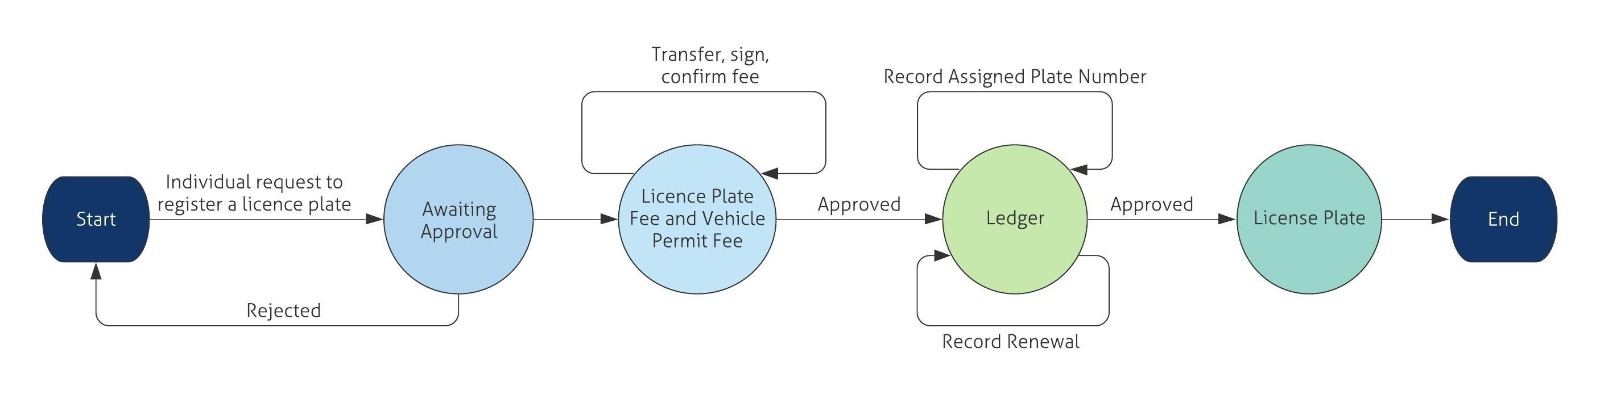 Transfer, sign,
confirm fee
Record Assigned Plate Number
Individual request to
register a licence plate
Start
Awaiting
Approval
Licence Plate
Fee and Vehicle
Permit Fee
Approved
Ledger
Approved
License Plate
End
Rejected
Record Renewal